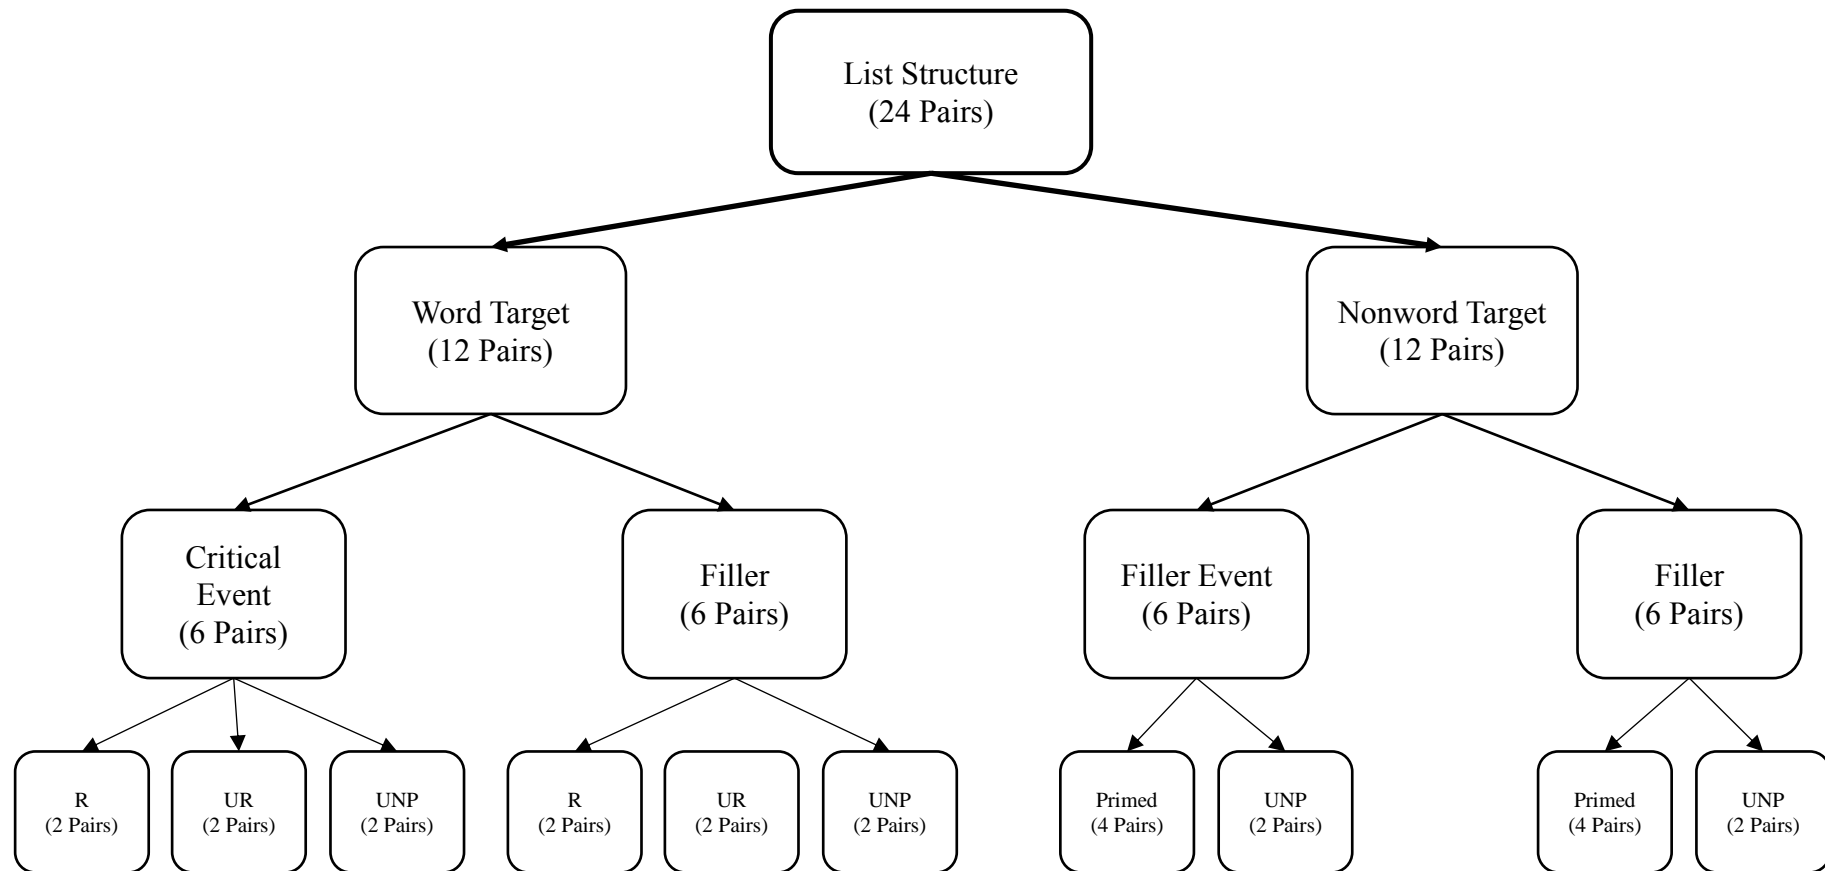 List Structure
(24 Pairs)
Word Target
(12 Pairs)
Nonword Target
(12 Pairs)
Critical
Event
(6 Pairs)
Filler
(6 Pairs)
Filler Event
(6 Pairs)
Filler
(6 Pairs)
R
(2 Pairs)
UR
(2 Pairs)
UNP
(2 Pairs)
R
(2 Pairs)
UR
(2 Pairs)
UNP
(2 Pairs)
Primed
(4 Pairs)
UNP
(2 Pairs)
Primed
(4 Pairs)
UNP
(2 Pairs)